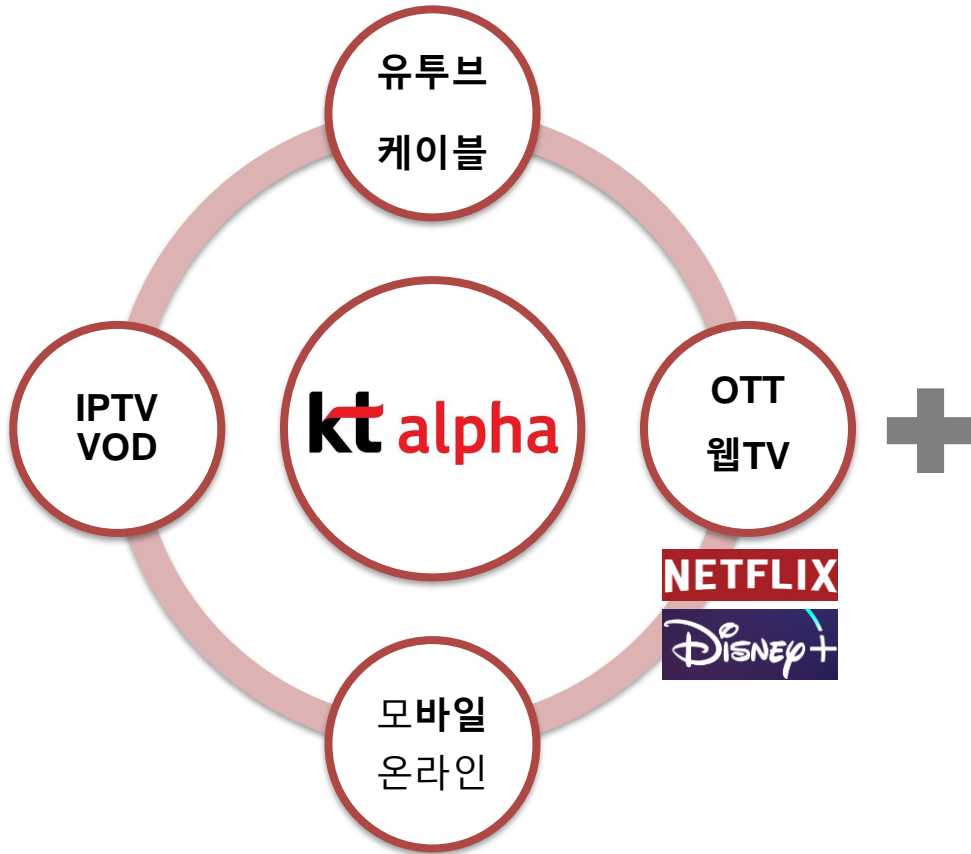 유투브
케이블
IPTV
VOD
kt alpha
OTT
웹TV
NETFLIX
Disney+
모바일
온라인